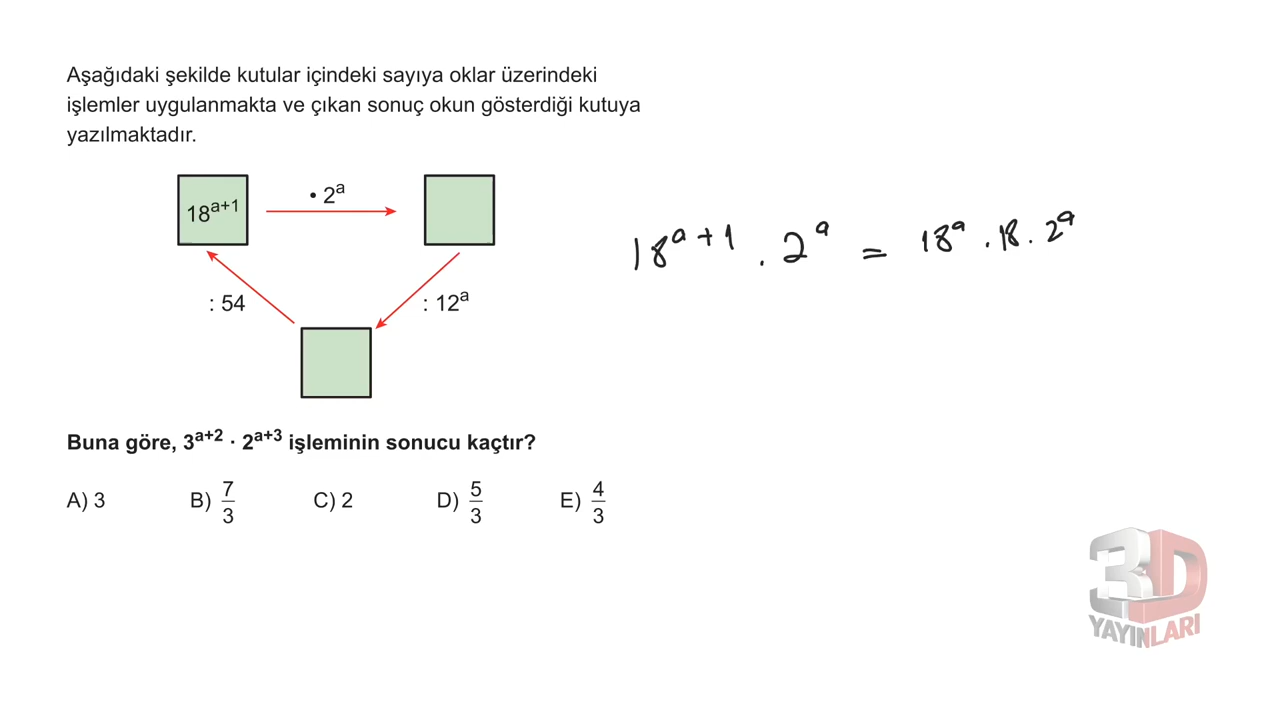 Aşağıdaki şekilde kutular içindeki sayıya oklar üzerindeki
işlemler uygulanmakta ve çıkan sonuç okun gösterdiği kutuya
yazılmaktadır.
18^{a+1}
• 2^a
: 54
: 12^a
18^{a+1} . 2^a = 18^a . 18 . 2^a
Buna göre, 3^{a+2} · 2^{a+3} işleminin sonucu kaçtır?
A) 3 B) 7/3 C) 2 D) 5/3 E) 4/3
3D
YAYINLARI